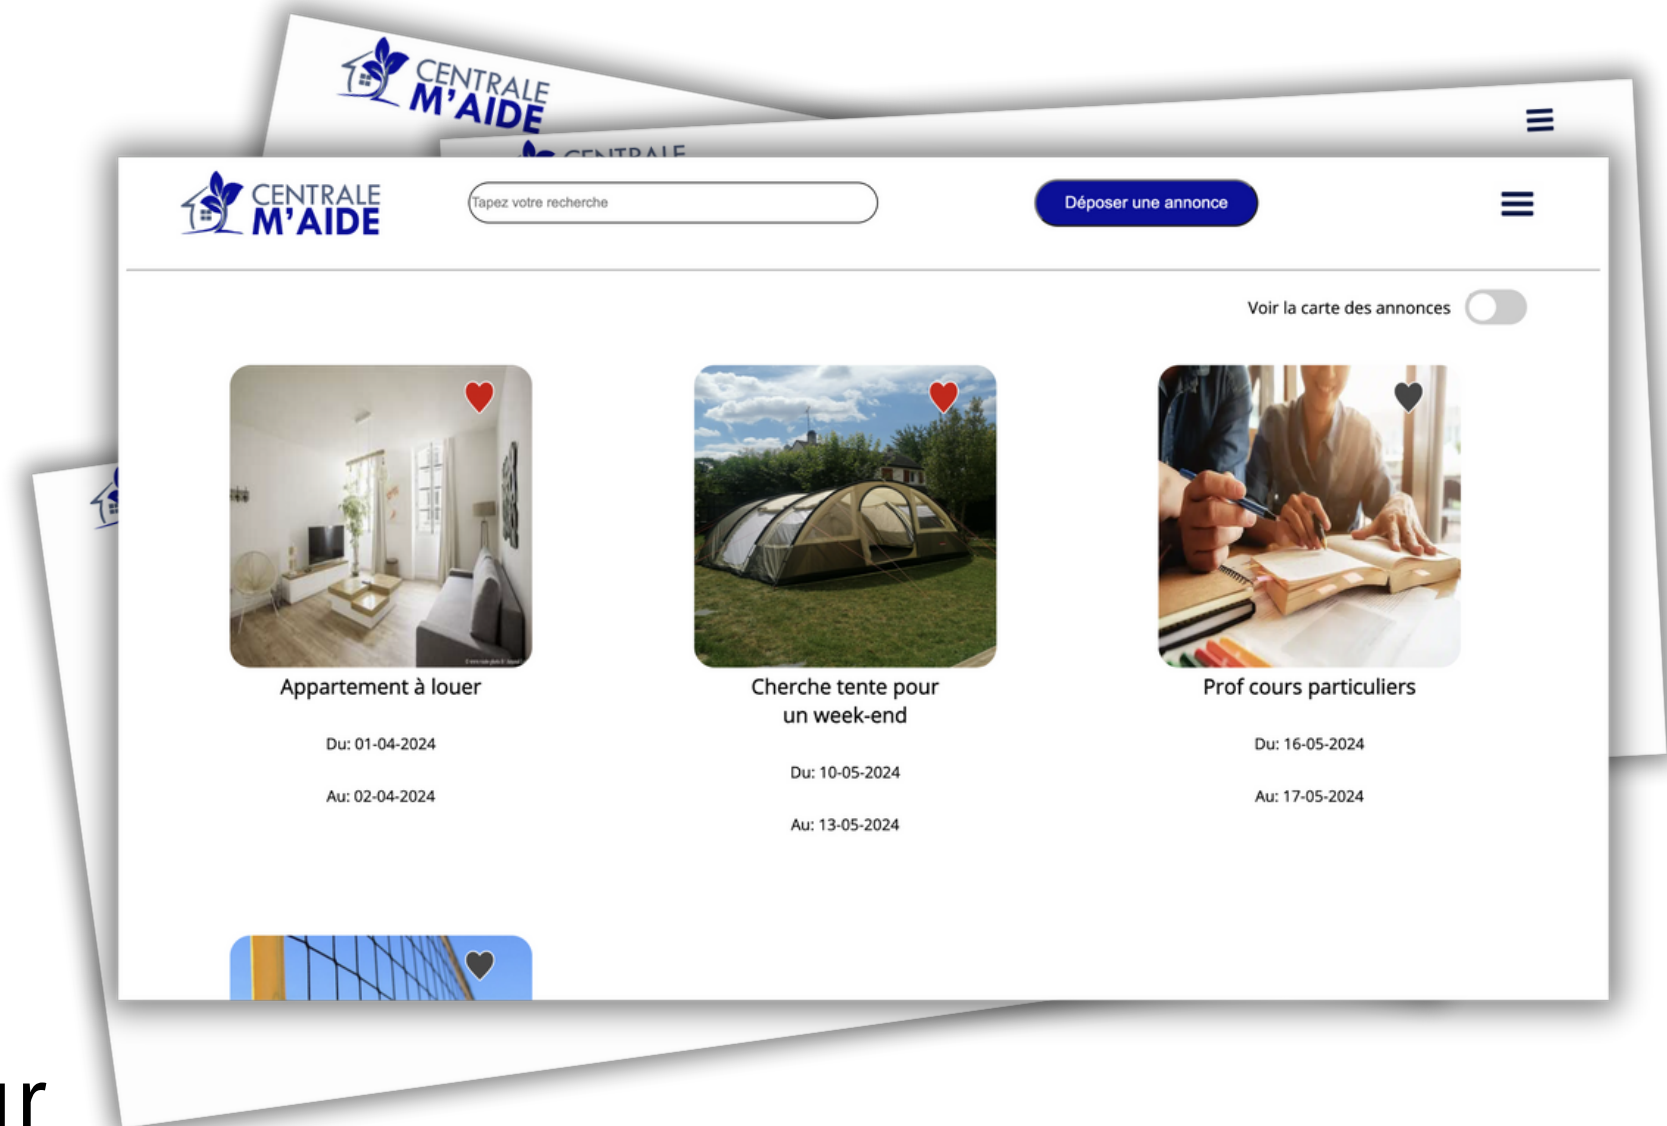 CENTRALE
M'AIDE
CENTRALE
CENTRALE
M'AIDE
Tapez votre recherche
Déposer une annonce
Voir la carte des annonces
Appartement à louer
Du: 01-04-2024
Au: 02-04-2024
Cherche tente pour
un week-end
Du: 10-05-2024
Au: 13-05-2024
Prof cours particuliers
Du: 16-05-2024
Au: 17-05-2024
ur